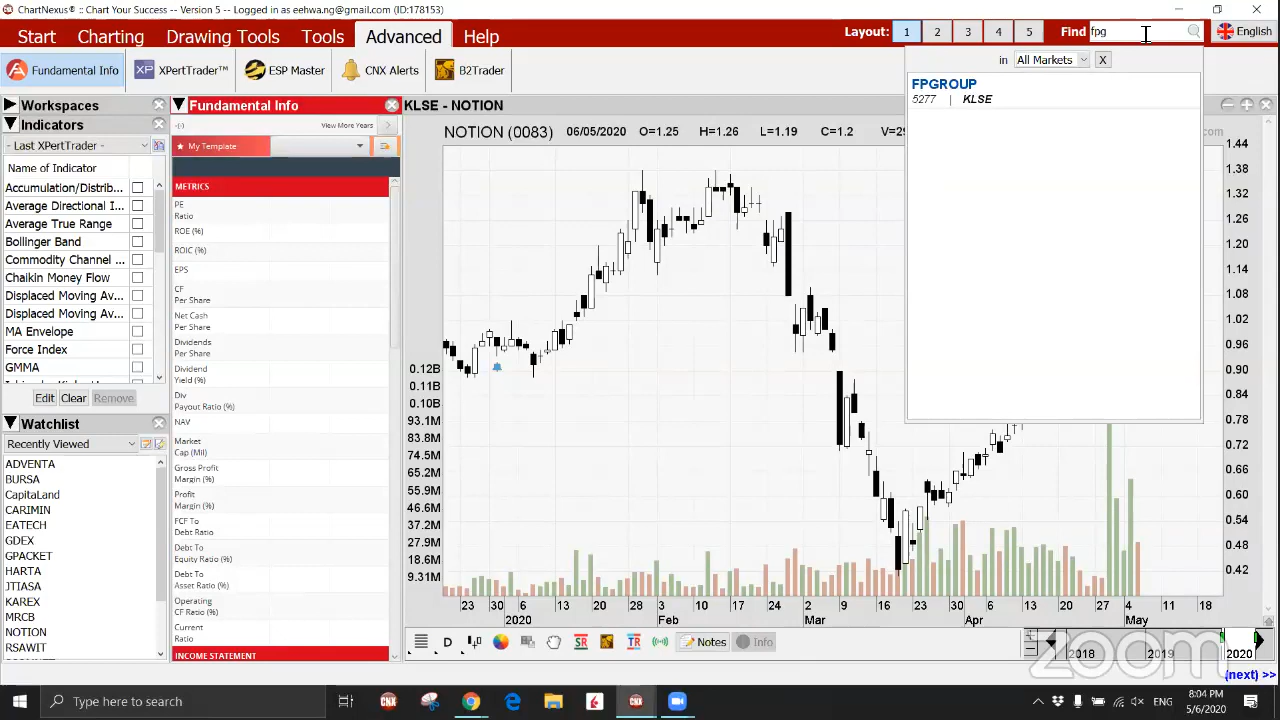 ChartNexus® :: Chart Your Success -- Version 5 -- Logged in as eehwa.ng@gmail.com (ID:178153)
Start
Charting
Drawing Tools
Tools
Advanced
Help
Layout:
1
2
3
4
5
Find
fpg
English
Fundamental Info
XP
XPertTrader™
ESP Master
CNX Alerts
B2Trader
in
All Markets
X
FPGROUP
5277 | KLSE
Workspaces
Indicators
- Last XPertTrader -
Name of Indicator
Accumulation/Distrib...
Average Directional I...
Average True Range
Bollinger Band
Commodity Channel ...
Chaikin Money Flow
Displaced Moving Av...
Displaced Moving Av...
MA Envelope
Force Index
GMMA
Edit
Clear
Remove
Watchlist
Recently Viewed
ADVENTA
BURSA
CapitaLand
CARIMIN
EATECH
GDEX
GPACKET
HARTA
JTIASA
KAREX
MRCB
NOTION
RSAWIT
Fundamental Info
-(-)
View More Years
My Template
METRICS
PE
Ratio
ROE (%)
ROIC (%)
EPS
CF
Per Share
Net Cash
Per Share
Dividends
Per Share
Dividend
Yield (%)
Div
Payout Ratio (%)
NAV
Market
Cap (Mil)
Gross Profit
Margin (%)
Profit
Margin (%)
FCF To
Debt Ratio
Debt To
Equity Ratio (%)
Debt To
Asset Ratio (%)
Operating
CF Ratio (%)
Current
Ratio
INCOME STATEMENT
KLSE - NOTION
NOTION (0083) 06/05/2020 O=1.25 H=1.26 L=1.19 C=1.2 V=29
com
1.44
1.38
1.32
1.26
1.20
1.14
1.08
1.02
0.96
0.90
0.84
0.78
0.72
0.66
0.60
0.54
0.48
0.42
0.12B
0.11B
0.10B
93.1M
83.8M
74.5M
65.2M
55.9M
46.6M
37.2M
27.9M
18.6M
9.31M
23 30 6 13 20 28 3 10 17 24 2 9 16 23 30 6 13 20 27 4 11 18
2020 Feb Mar Apr May
D
SR
TR
Notes
Info
2018
2019
2020
zoom
(next) >>
Type here to search
CNX
CNX
ENG
8:04 PM
5/6/2020